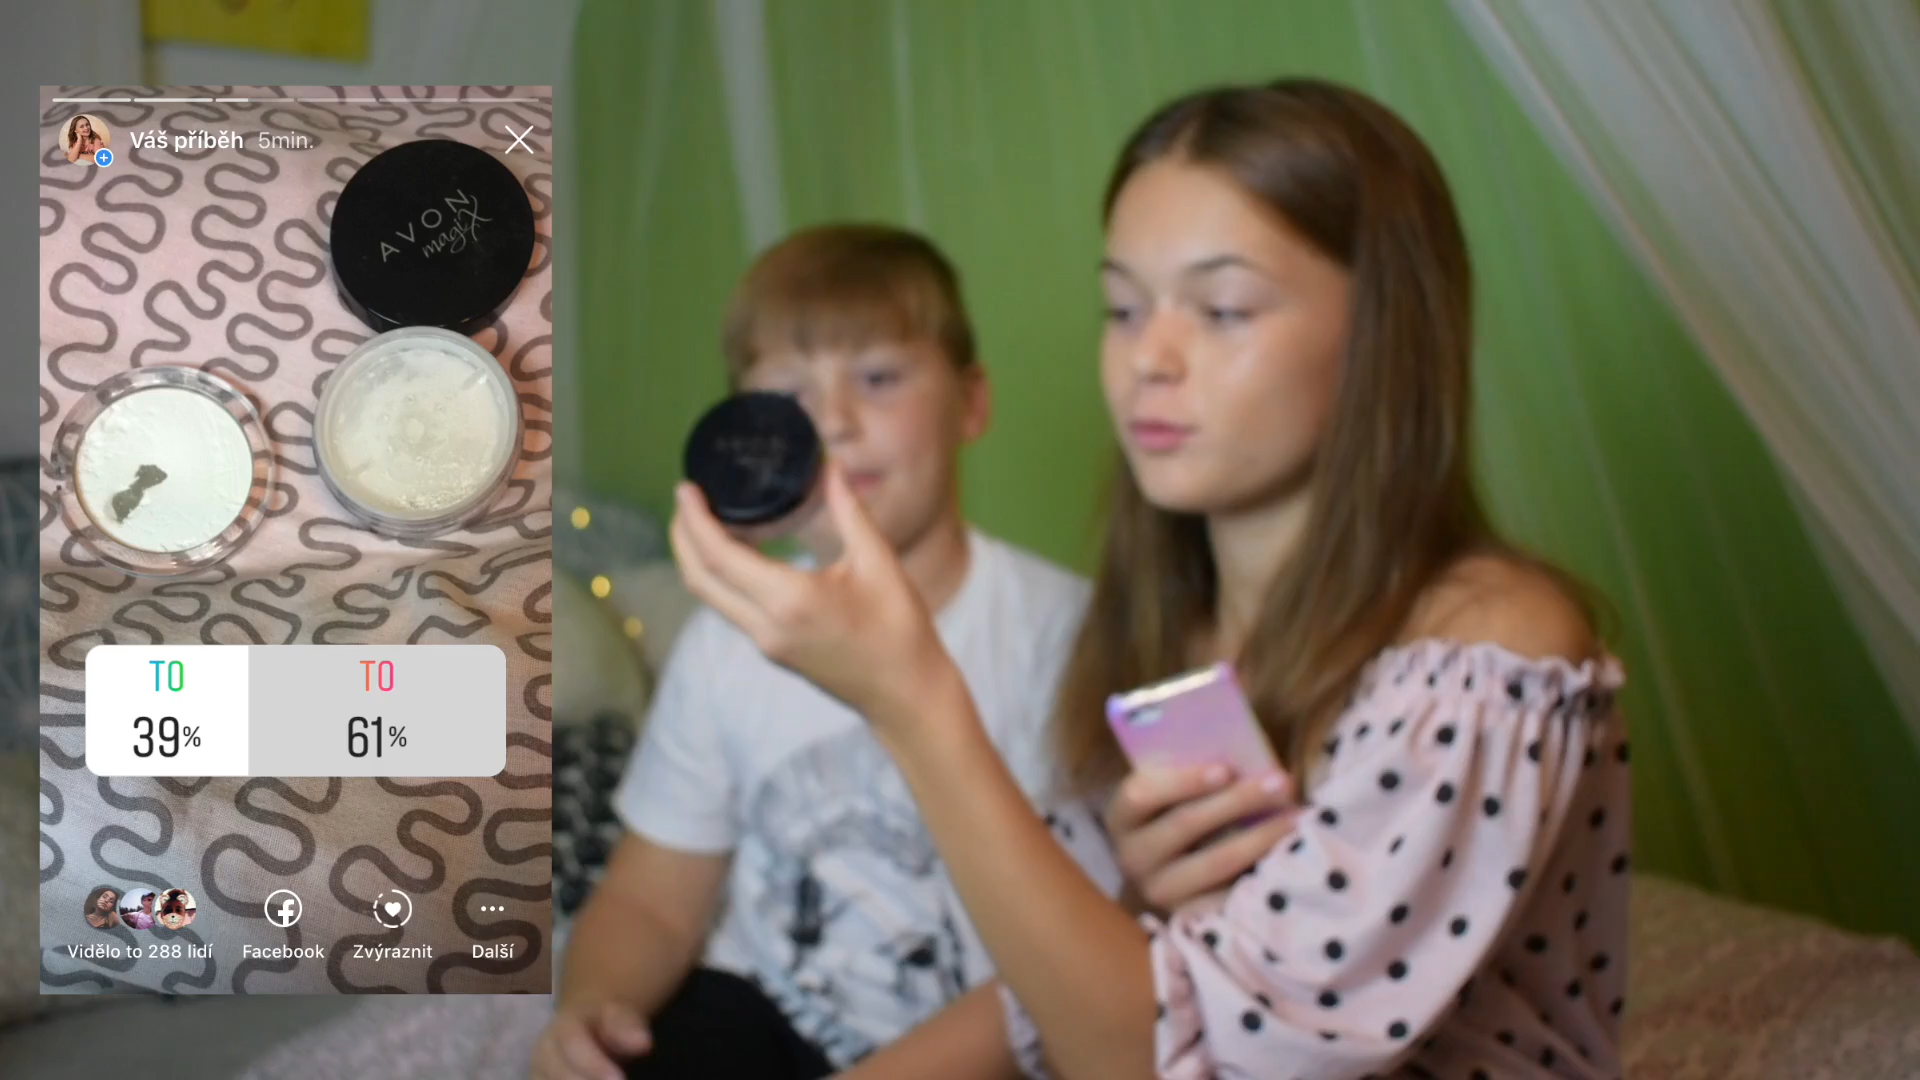 Váš příběh 5min.
AVON
magix
TO TO
39% 61%
Vidělo to 288 lidí Facebook Zvýraznit Další